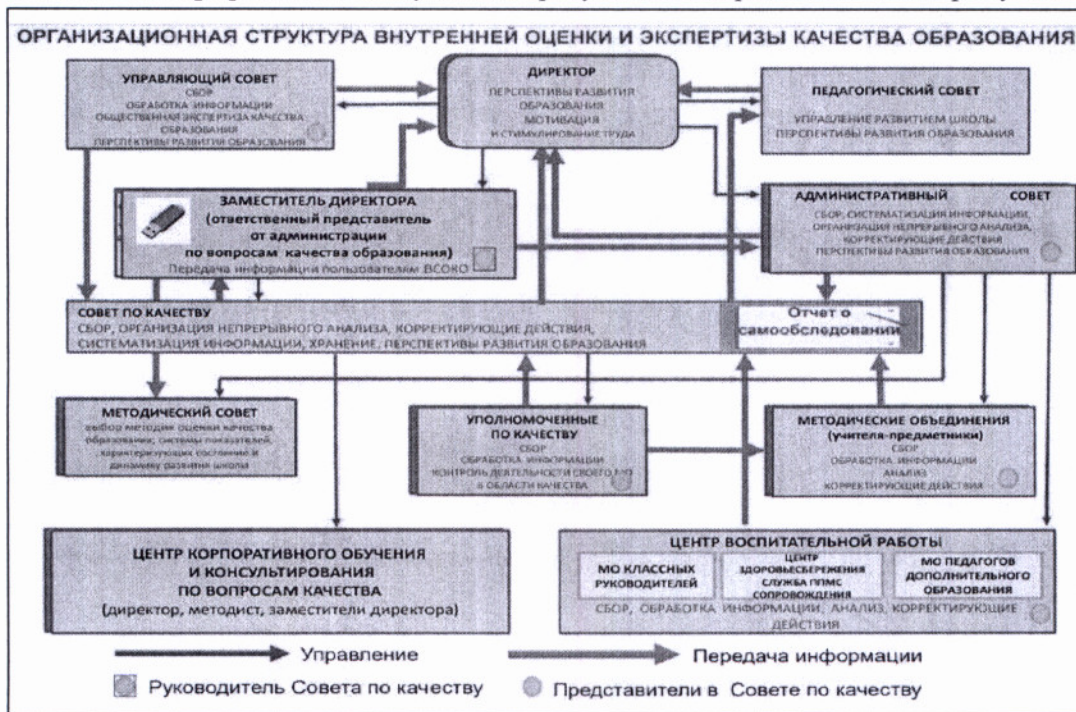 ОРГАНИЗАЦИОННАЯ СТРУКТУРА ВНУТРЕННЕЙ ОЦЕНКИ И ЭКСПЕРТИЗЫ КАЧЕСТВА ОБРАЗОВАНИЯ
УПРАВЛЯЮЩИЙ СОВЕТ
СБОР
ОБРАБОТКА ИНФОРМАЦИИ
ОБЩЕСТВЕННАЯ ЭКСПЕРТИЗА КАЧЕСТВА
ОБРАЗОВАНИЯ
ПЕРСПЕКТИВЫ РАЗВИТИЯ ОБРАЗОВАНИЯ
ДИРЕКТОР
ПЕРСПЕКТИВЫ РАЗВИТИЯ
ОБРАЗОВАНИЯ
МОТИВАЦИЯ
И СТИМУЛИРОВАНИЕ ТРУДА
ПЕДАГОГИЧЕСКИЙ СОВЕТ
УПРАВЛЕНИЕ РАЗВИТИЕМ ШКОЛЫ
ПЕРСПЕКТИВЫ РАЗВИТИЯ ОБРАЗОВАНИЯ
ЗАМЕСТИТЕЛЬ ДИРЕКТОРА
(ответственный представитель
от администрации
по вопросам качества образования)
Передача информации пользователям ВСОКО
АДМИНИСТРАТИВНЫЙ СОВЕТ
СБОР, СИСТЕМАТИЗАЦИЯ ИНФОРМАЦИИ,
ОРГАНИЗАЦИЯ НЕПРЕРЫВНОГО АНАЛИЗА,
КОРРЕКТИРУЮЩИЕ ДЕЙСТВИЯ
ПЕРСПЕКТИВЫ РАЗВИТИЯ ОБРАЗОВАНИЯ
СОВЕТ ПО КАЧЕСТВУ
СБОР, ОРГАНИЗАЦИЯ НЕПРЕРЫВНОГО АНАЛИЗА, КОРРЕКТИРУЮЩИЕ ДЕЙСТВИЯ,
СИСТЕМАТИЗАЦИЯ ИНФОРМАЦИИ, ХРАНЕНИЕ, ПЕРСПЕКТИВЫ РАЗВИТИЯ ОБРАЗОВАНИЯ
Отчет о
самообследовании
МЕТОДИЧЕСКИЙ СОВЕТ
выбор методик оценки качества
образования; системы показателей,
характеризующих состояние и
динамику развития школы
УПОЛНОМОЧЕННЫЕ
ПО КАЧЕСТВУ
СБОР
ОБРАБОТКА ИНФОРМАЦИИ
КОНТРОЛЬ ДЕЯТЕЛЬНОСТИ СВОЕГО МО
В ОБЛАСТИ КАЧЕСТВА
МЕТОДИЧЕСКИЕ ОБЪЕДИНЕНИЯ
(учителя-предметники)
СБОР
ОБРАБОТКА ИНФОРМАЦИИ
АНАЛИЗ
КОРРЕКТИРУЮЩИЕ ДЕЙСТВИЯ
ЦЕНТР КОРПОРАТИВНОГО ОБУЧЕНИЯ
И КОНСУЛЬТИРОВАНИЯ
ПО ВОПРОСАМ КАЧЕСТВА
(директор, методист, заместители директора)
ЦЕНТР ВОСПИТАТЕЛЬНОЙ РАБОТЫ
МО КЛАССНЫХ
РУКОВОДИТЕЛЕЙ
ЦЕНТР
ЗДОРОВЬЕСБЕРЕЖЕНИЯ
СЛУЖБА ППМС
СОПРОВОЖДЕНИЯ
МО ПЕДАГОГОВ
ДОПОЛНИТЕЛЬНОГО
ОБРАЗОВАНИЯ
СБОР, ОБРАБОТКА ИНФОРМАЦИИ, АНАЛИЗ, КОРРЕКТИРУЮЩИЕ
ДЕЙСТВИЯ
Управление
Передача информации
Руководитель Совета по качеству
Представители в Совете по качеству